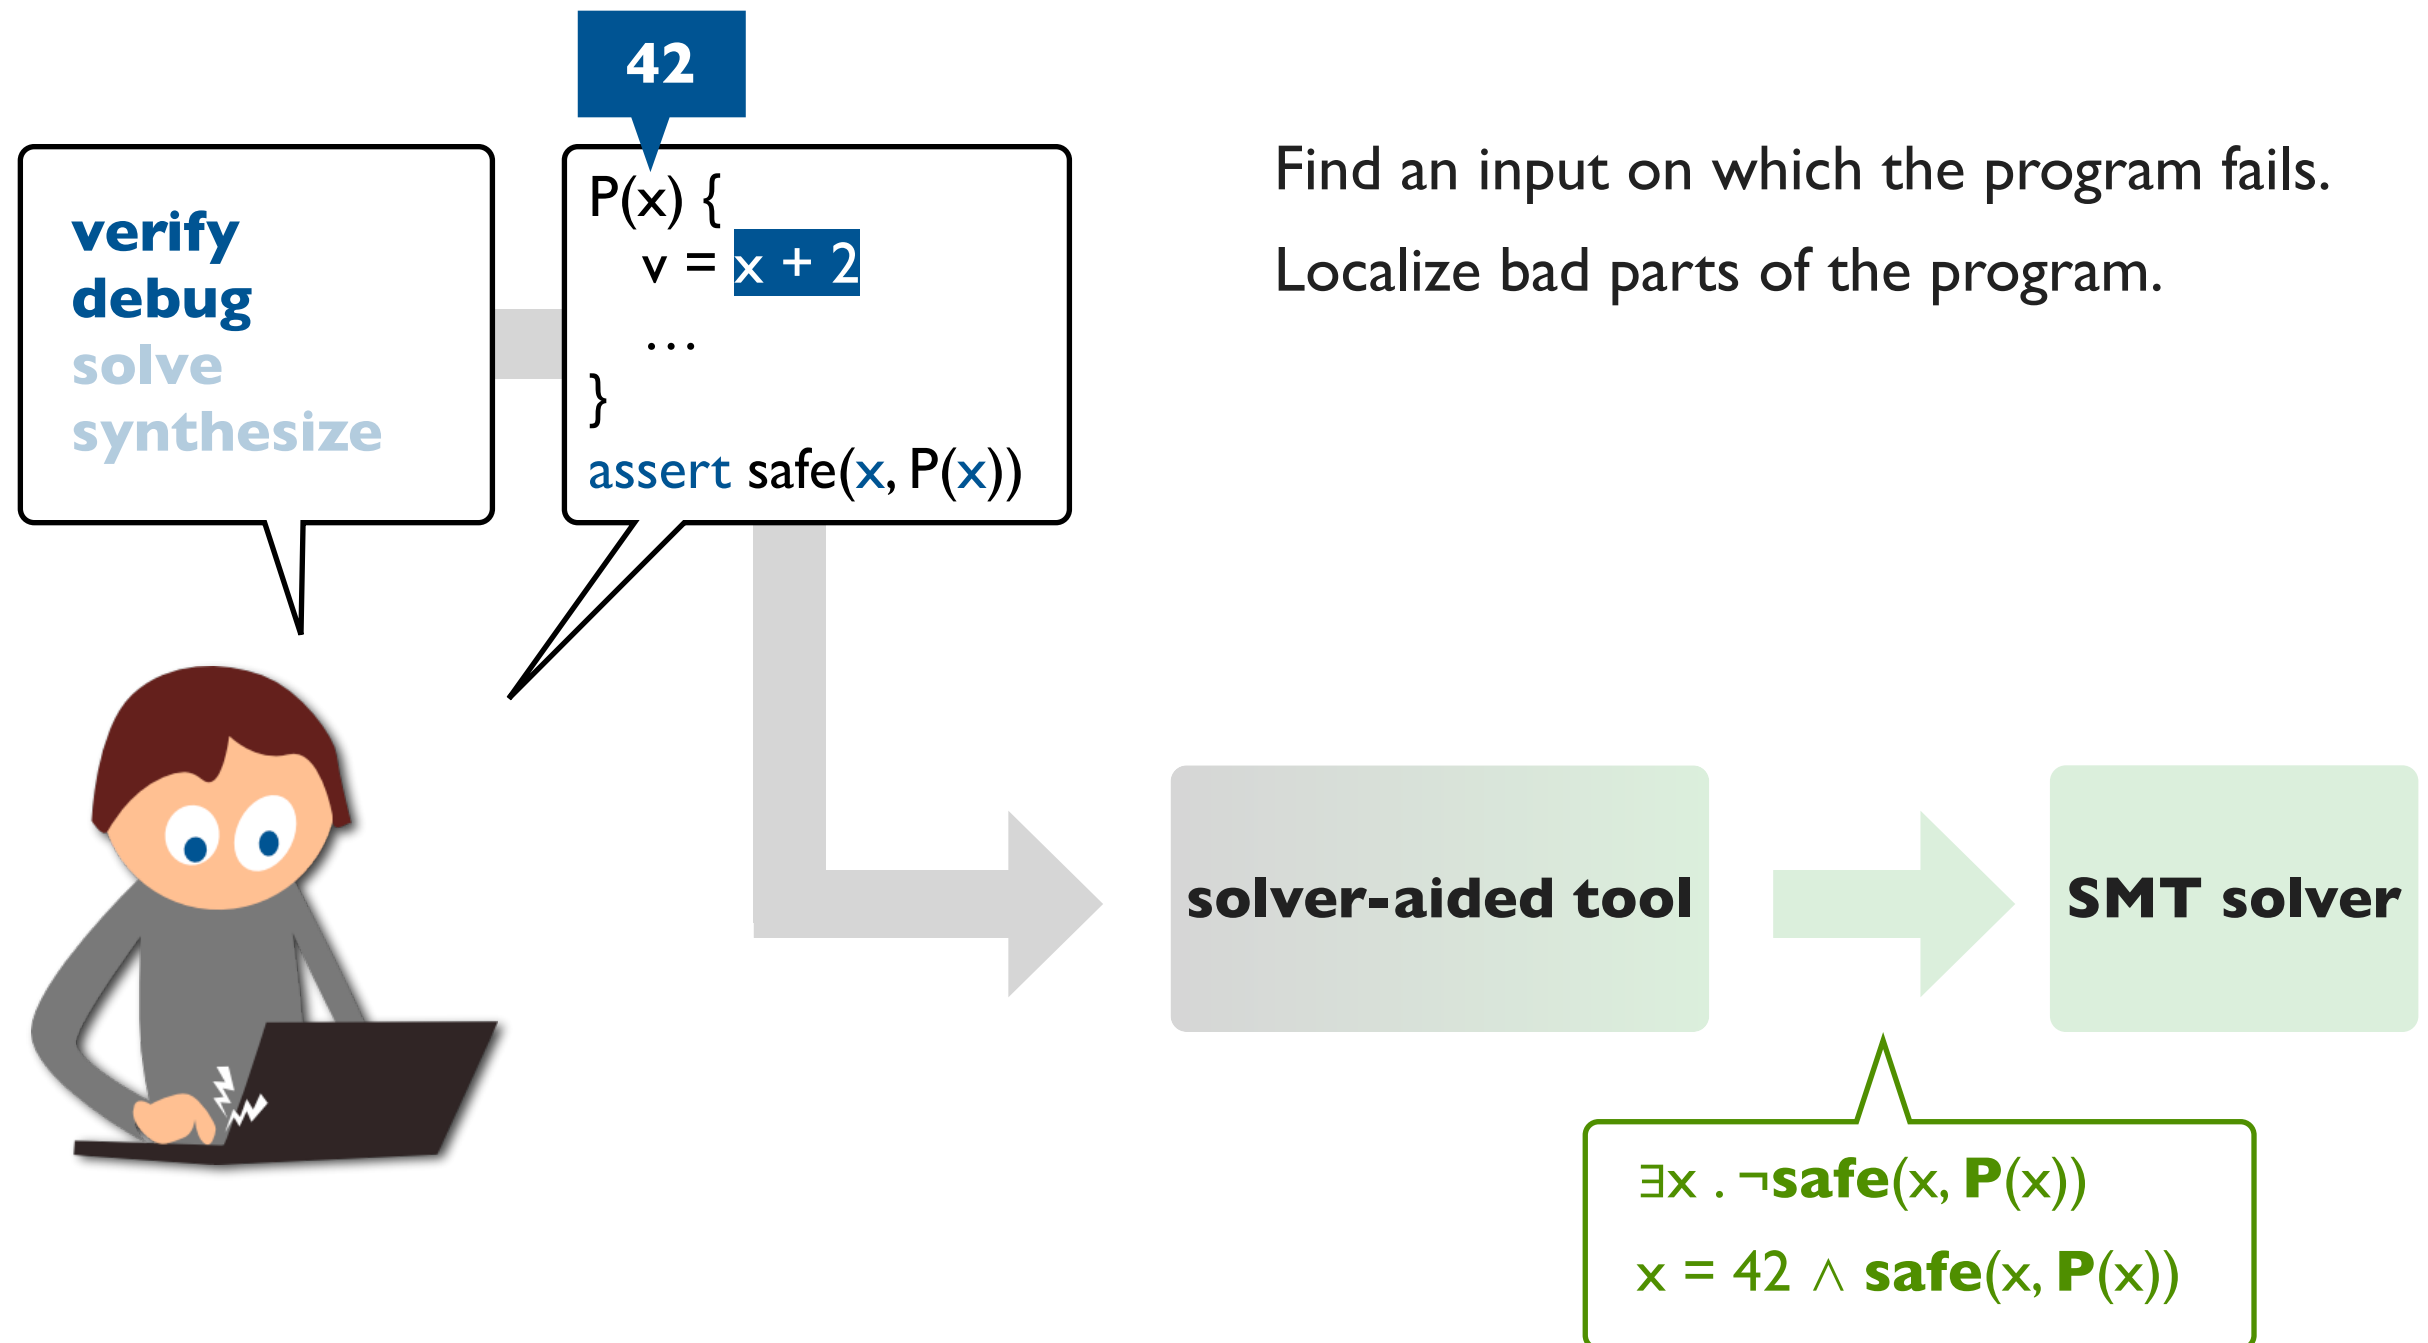 42
verify
debug
solve
synthesize
P(x) {
v = x + 2
…
}
assert safe(x, P(x))
Find an input on which the program fails.
Localize bad parts of the program.
solver-aided tool
SMT solver
∃x . ¬safe(x, P(x))
x = 42 ∧ safe(x, P(x))